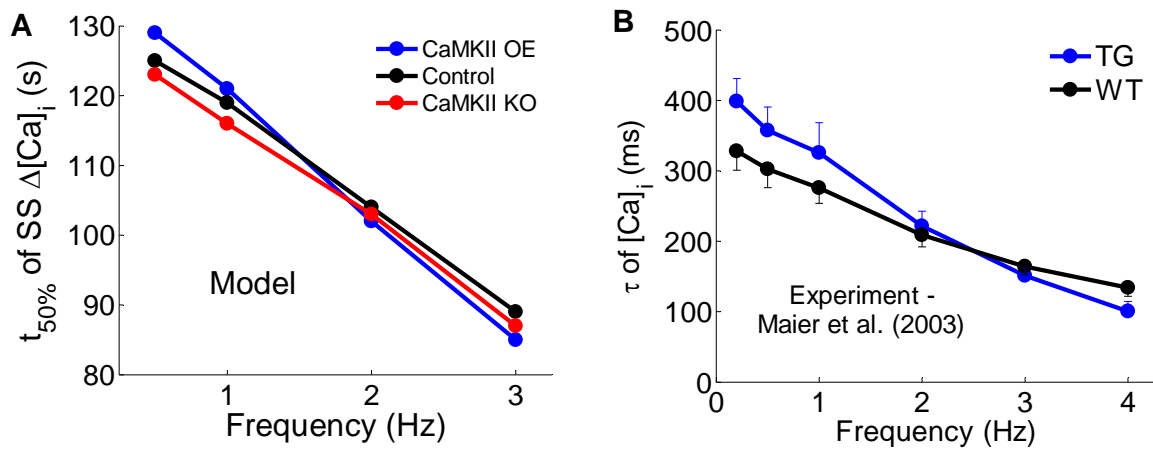 A
t50% of SS Δ[Ca]i (s)
130
120
110
100
90
80
CaMKII OE
Control
CaMKII KO
Model
1
2
3
Frequency (Hz)
B
τ of [Ca]i (ms)
500
400
300
200
100
0
TG
WT
Experiment -
Maier et al. (2003)
0
1
2
3
4
Frequency (Hz)